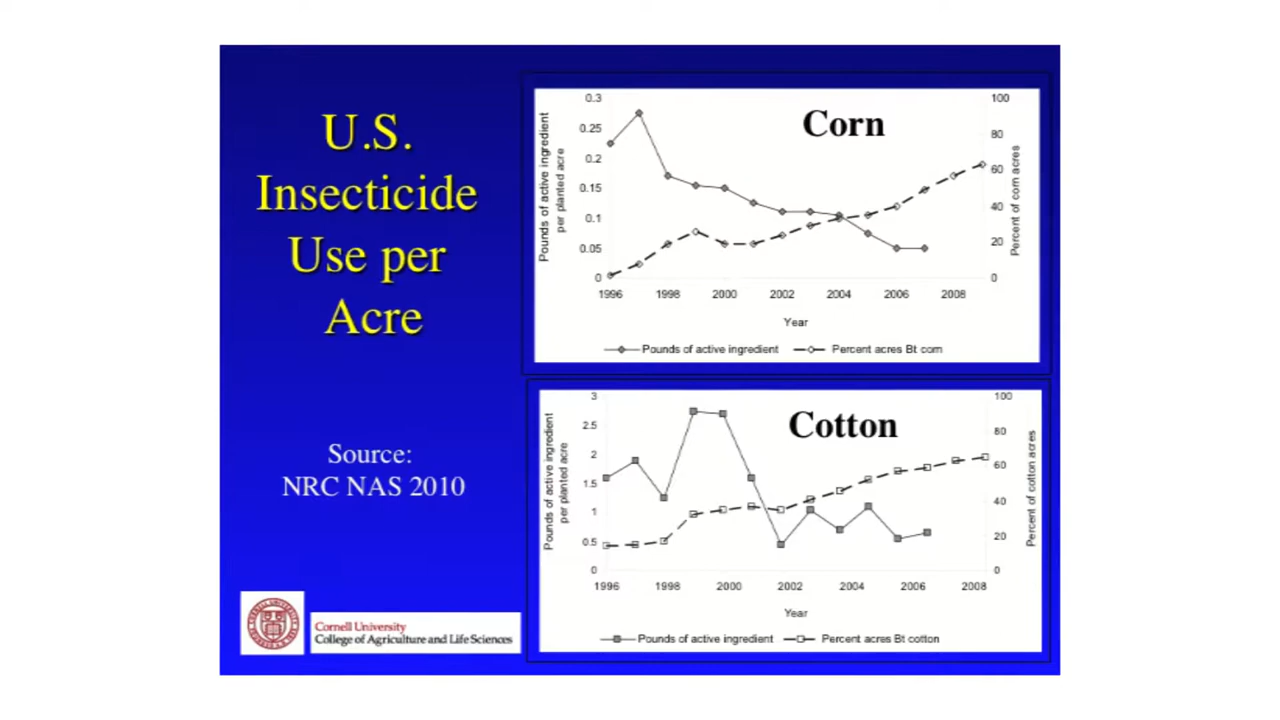 U.S.
Insecticide
Use per
Acre
Source:
NRC NAS 2010
CORNELL UNIVERSITY
Cornell University
College of Agriculture and Life Sciences
Corn
Pounds of active ingredient
per planted acre
0.3
0.25
0.2
0.15
0.1
0.05
0
100
80
60
40
20
0
Percent of corn acres
1996 1998 2000 2002 2004 2006 2008
Year
Pounds of active ingredient Percent acres Bt corn
Cotton
Pounds of active ingredient
per planted acre
3
2.5
2
1.5
1
0.5
0
100
80
60
40
20
0
Percent of cotton acres
1996 1998 2000 2002 2004 2006 2008
Year
Pounds of active ingredient Percent acres Bt cotton